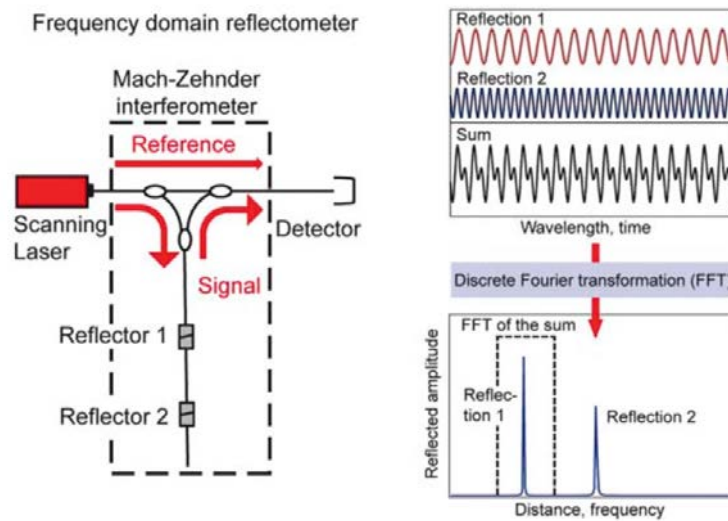 Frequency domain reflectometer
Mach-Zehnder
interferometer
Reference
Scanning
Laser
Detector
Signal
Reflector 1
Reflector 2
Reflection 1
Reflection 2
Sum
Wavelength, time
Discrete Fourier transformation (FFT)
FFT of the sum
Reflected amplitude
Reflec-
tion 1
Reflection 2
Distance, frequency